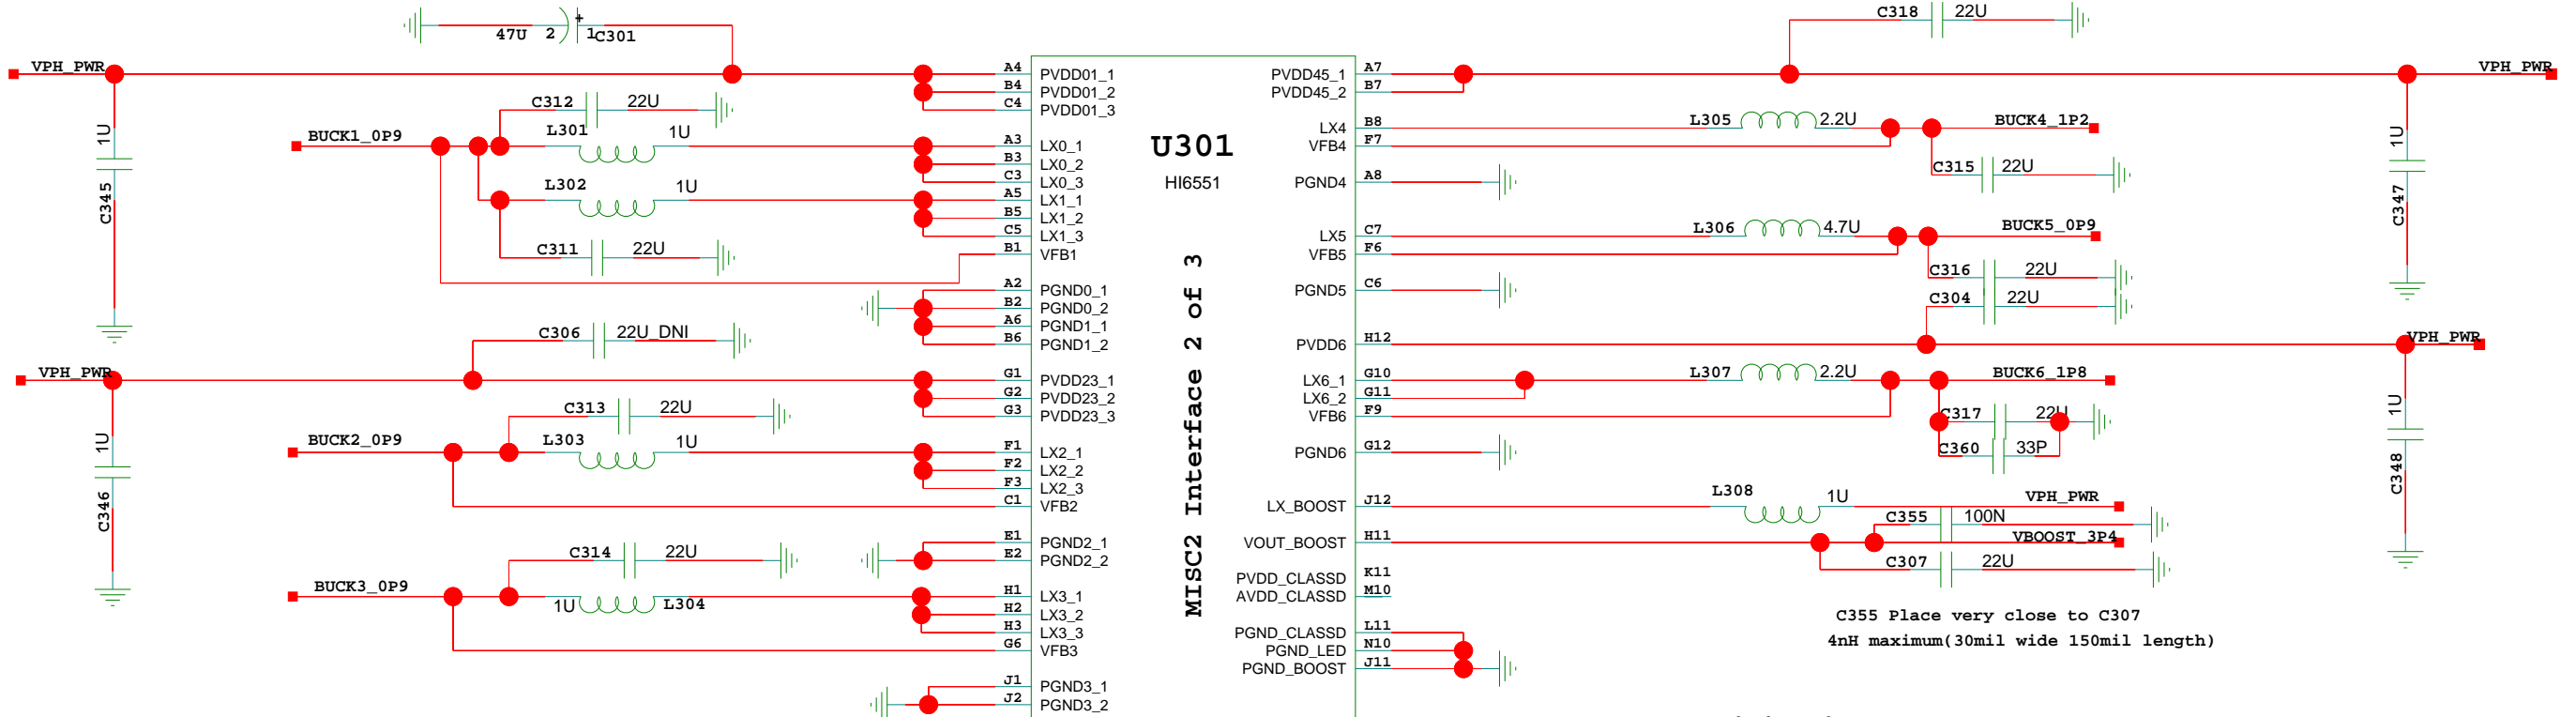 47U 2 + 1 C301
VPH_PWR
1U
C345
C312 22U
L301 1U
BUCK1_0P9
L302 1U
C311 22U
C306 22U_DNI
VPH_PWR
1U
C346
C313 22U
BUCK2_0P9 L303 1U
C314 22U
BUCK3_0P9 1U L304
A4 PVDD01_1
B4 PVDD01_2
C4 PVDD01_3
A3 LX0_1
B3 LX0_2
C3 LX0_3
A5 LX1_1
B5 LX1_2
C5 LX1_3
B1 VFB1
A2 PGND0_1
B2 PGND0_2
A6 PGND1_1
B6 PGND1_2
G1 PVDD23_1
G2 PVDD23_2
G3 PVDD23_3
F1 LX2_1
F2 LX2_2
F3 LX2_3
C1 VFB2
E1 PGND2_1
E2 PGND2_2
H1 LX3_1
H2 LX3_2
H3 LX3_3
G6 VFB3
J1 PGND3_1
J2 PGND3_2
U301
HI6551
MISC2 Interface 2 of 3
PVDD45_1 A7
PVDD45_2 B7
LX4 B8
VFB4 F7
PGND4 A8
LX5 C7
VFB5 F6
PGND5 C6
PVDD6 H12
LX6_1 G10
LX6_2 G11
VFB6 F9
PGND6 G12
LX_BOOST J12
VOUT_BOOST H11
PVDD_CLASSD K11
AVDD_CLASSD M10
PGND_CLASSD L11
PGND_LED N10
PGND_BOOST J11
C318 22U
VPH_PWR
L305 2.2U BUCK4_1P2
C315 22U
1U
C347
L306 4.7U BUCK5_0P9
C316 22U
C304 22U
VPH_PWR
L307 2.2U BUCK6_1P8
C317 22U
C360 33P
1U
C348
L308 1U VPH_PWR
C355 100N
VBOOST_3P4
C307 22U
C355 Place very close to C307
4nH maximum(30mil wide 150mil length)